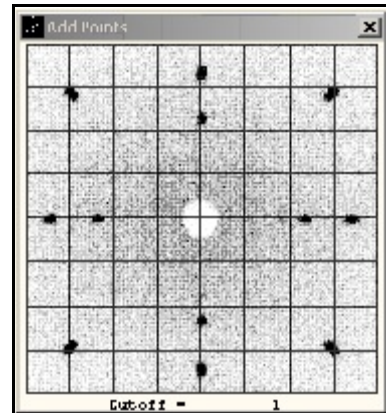 Add Points
Cutoff = 1